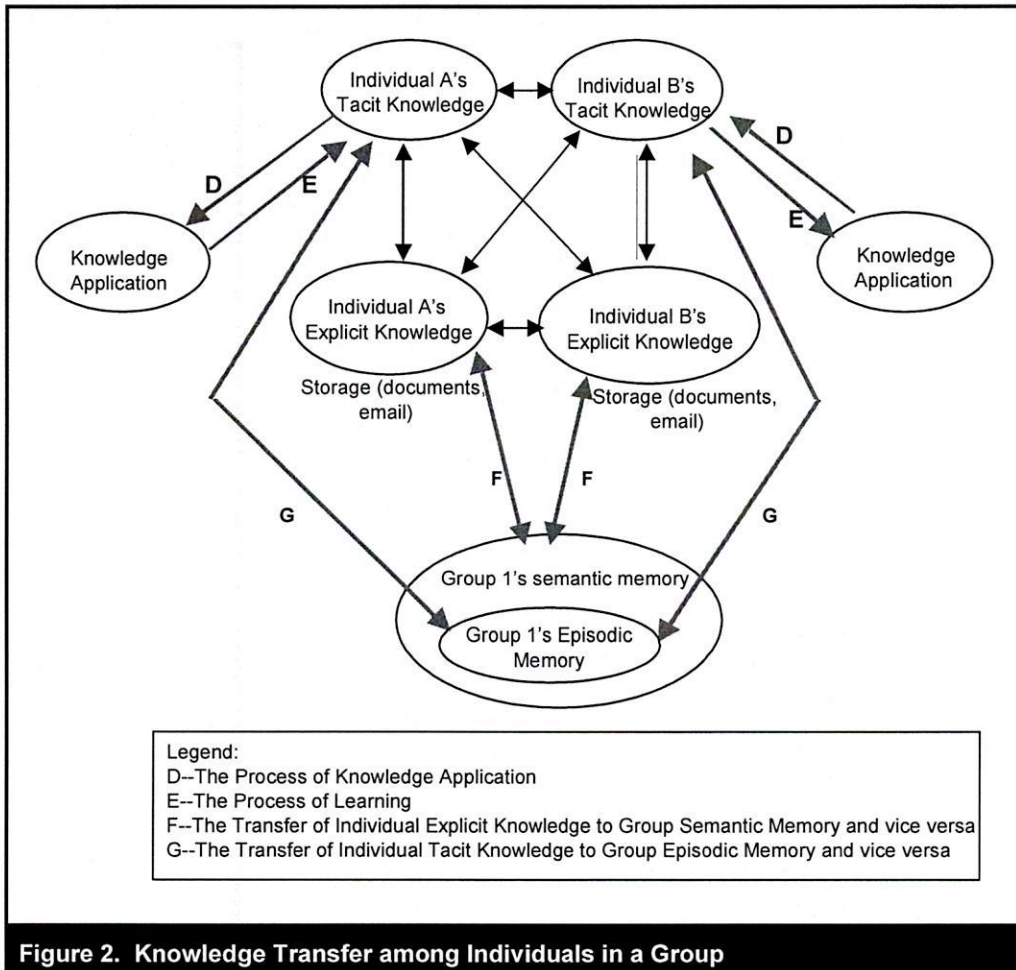 Individual A's
Tacit Knowledge
Individual B's
Tacit Knowledge
D
E
D
E
Knowledge
Application
Knowledge
Application
Individual A's
Explicit Knowledge
Individual B's
Explicit Knowledge
Storage (documents,
email)
Storage (documents,
email)
F
F
G
G
Group 1's semantic memory
Group 1's Episodic
Memory
Legend:
D--The Process of Knowledge Application
E--The Process of Learning
F--The Transfer of Individual Explicit Knowledge to Group Semantic Memory and vice versa
G--The Transfer of Individual Tacit Knowledge to Group Episodic Memory and vice versa
Figure 2. Knowledge Transfer among Individuals in a Group